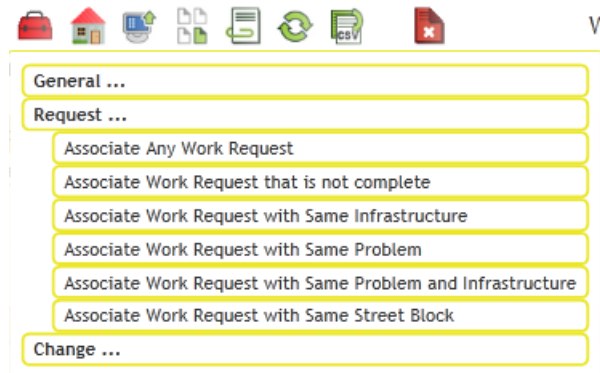 W
csv
General ...
Request ...
Associate Any Work Request
Associate Work Request that is not complete
Associate Work Request with Same Infrastructure
Associate Work Request with Same Problem
Associate Work Request with Same Problem and Infrastructure
Associate Work Request with Same Street Block
Change ...